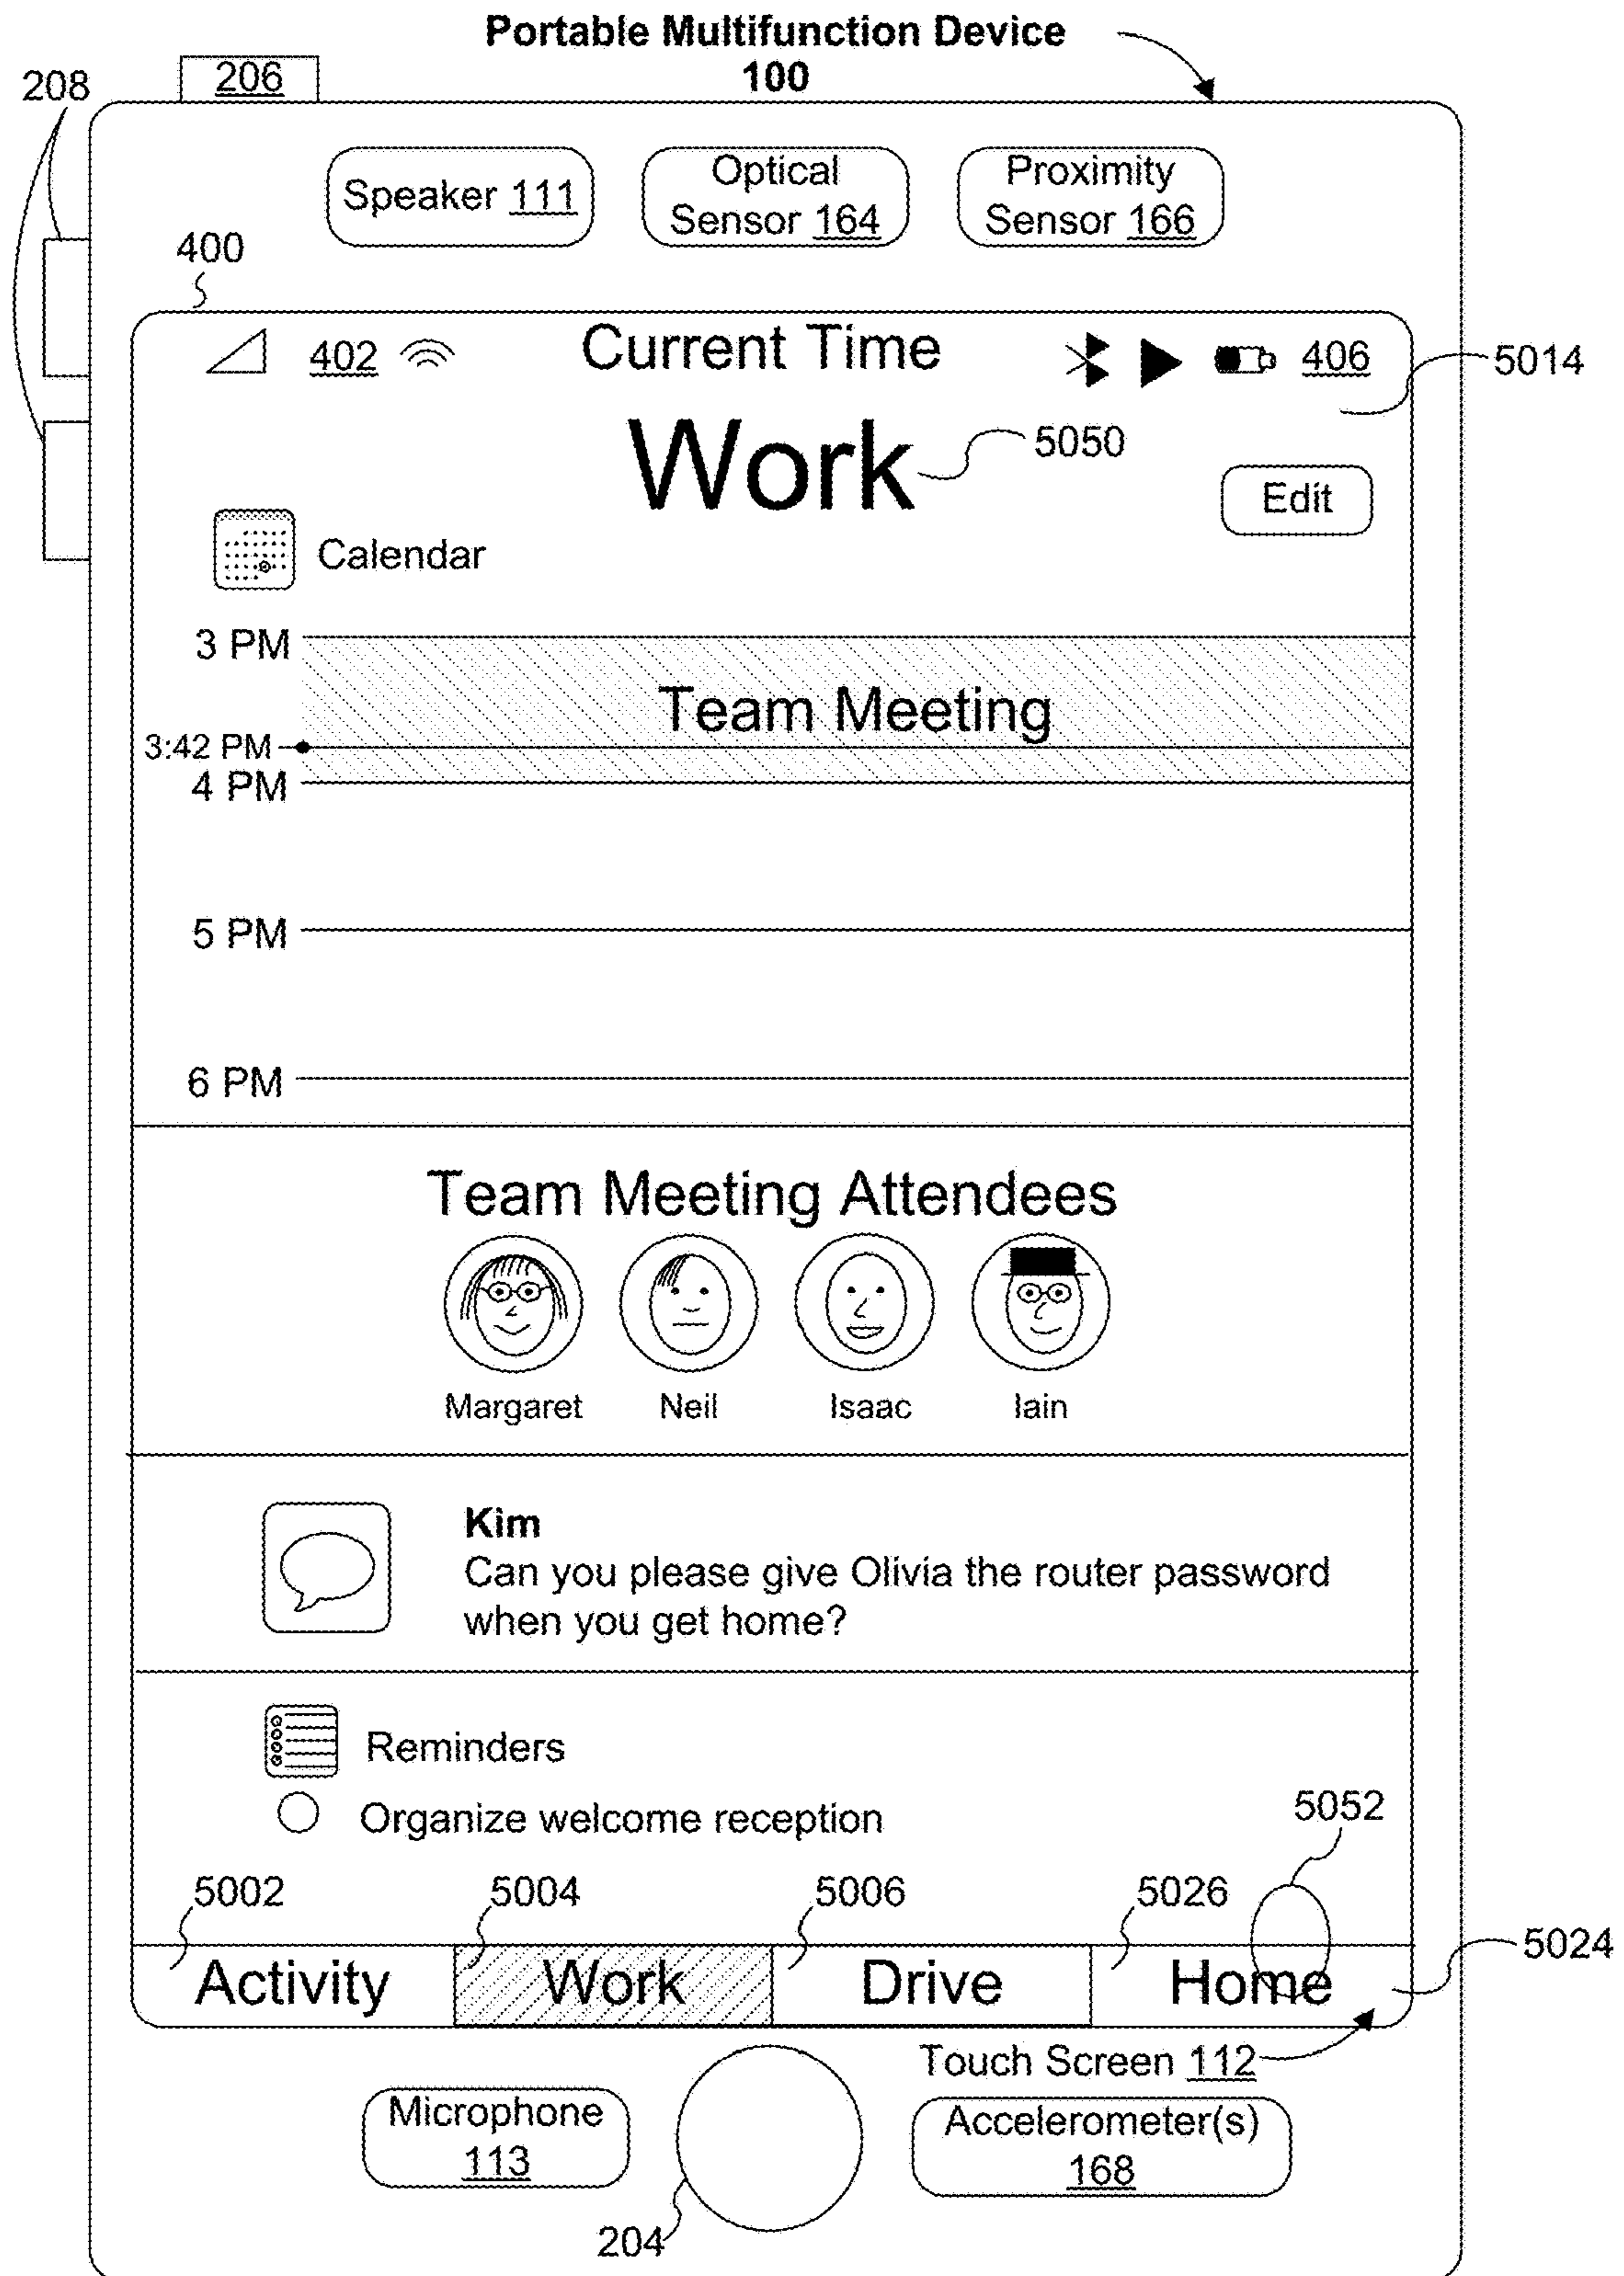 Portable Multifunction Device
100
208
206
Speaker 111
Optical
Sensor 164
Proximity
Sensor 166
400
402
Current Time
406
5014
Work
5050
Edit
Calendar
3 PM
Team Meeting
3:42 PM
4 PM
5 PM
6 PM
Team Meeting Attendees
Margaret Neil Isaac Iain
Kim
Can you please give Olivia the router password
when you get home?
Reminders
Organize welcome reception
5052
5002 5004 5006 5026
5024
Activity Work Drive Home
Touch Screen 112
Microphone
113
Accelerometer(s)
168
204